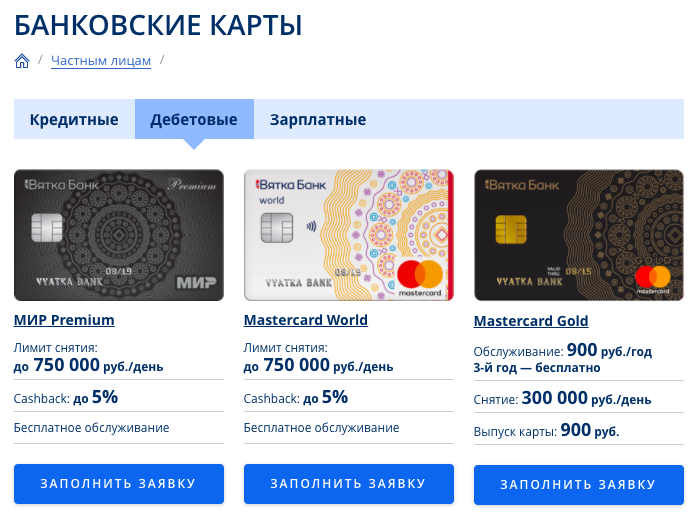 БАНКОВСКИЕ КАРТЫ
/ Частным лицам /
Кредитные Дебетовые Зарплатные
Вятка Банк Premium
08/19
VYATKA BANK
МИР
МИР Premium
Лимит снятия:
до 750 000 руб./день
Cashback: до 5%
Бесплатное обслуживание
ЗАПОЛНИТЬ ЗАЯВКУ
Вятка Банк
world
08/15
VYATKA BANK
mastercard
Mastercard World
Лимит снятия:
до 750 000 руб./день
Cashback: до 5%
Бесплатное обслуживание
ЗАПОЛНИТЬ ЗАЯВКУ
Вятка Банк
VALID
THRU 08/15
VYATKA BANK
mastercard
Mastercard Gold
Обслуживание: 900 руб./год
3-й год — бесплатно
Снятие: 300 000 руб./день
Выпуск карты: 900 руб.
ЗАПОЛНИТЬ ЗАЯВКУ